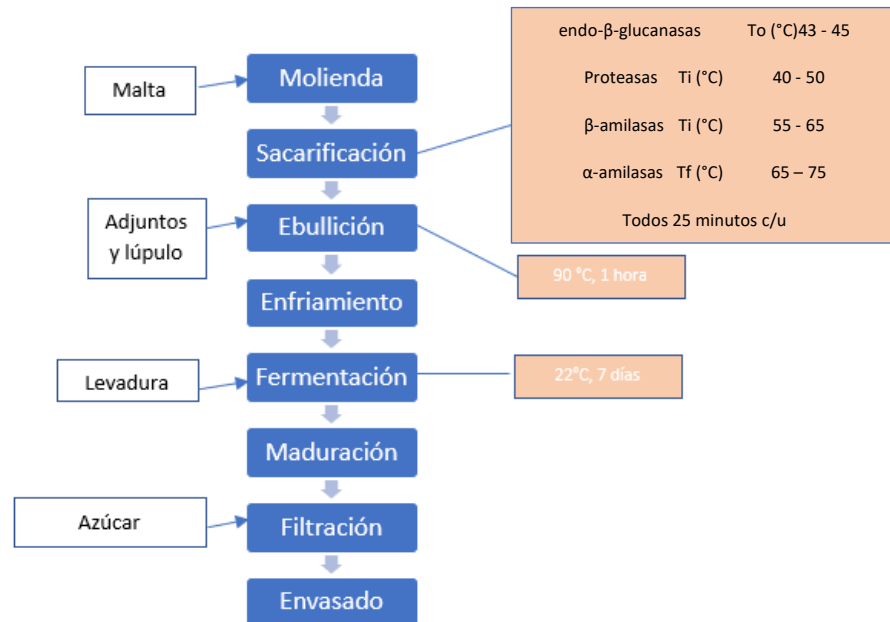 endo-β-glucanasas To (°C)43 - 45
Proteasas Ti (°C) 40 - 50
β-amilasas Ti (°C) 55 - 65
α-amilasas Tf (°C) 65 – 75
Todos 25 minutos c/u
Malta
Molienda
Sacarificación
Adjuntos
y lúpulo
Ebullición
90 °C, 1 hora
Enfriamiento
Levadura
Fermentación
22°C, 7 días
Maduración
Azúcar
Filtración
Envasado